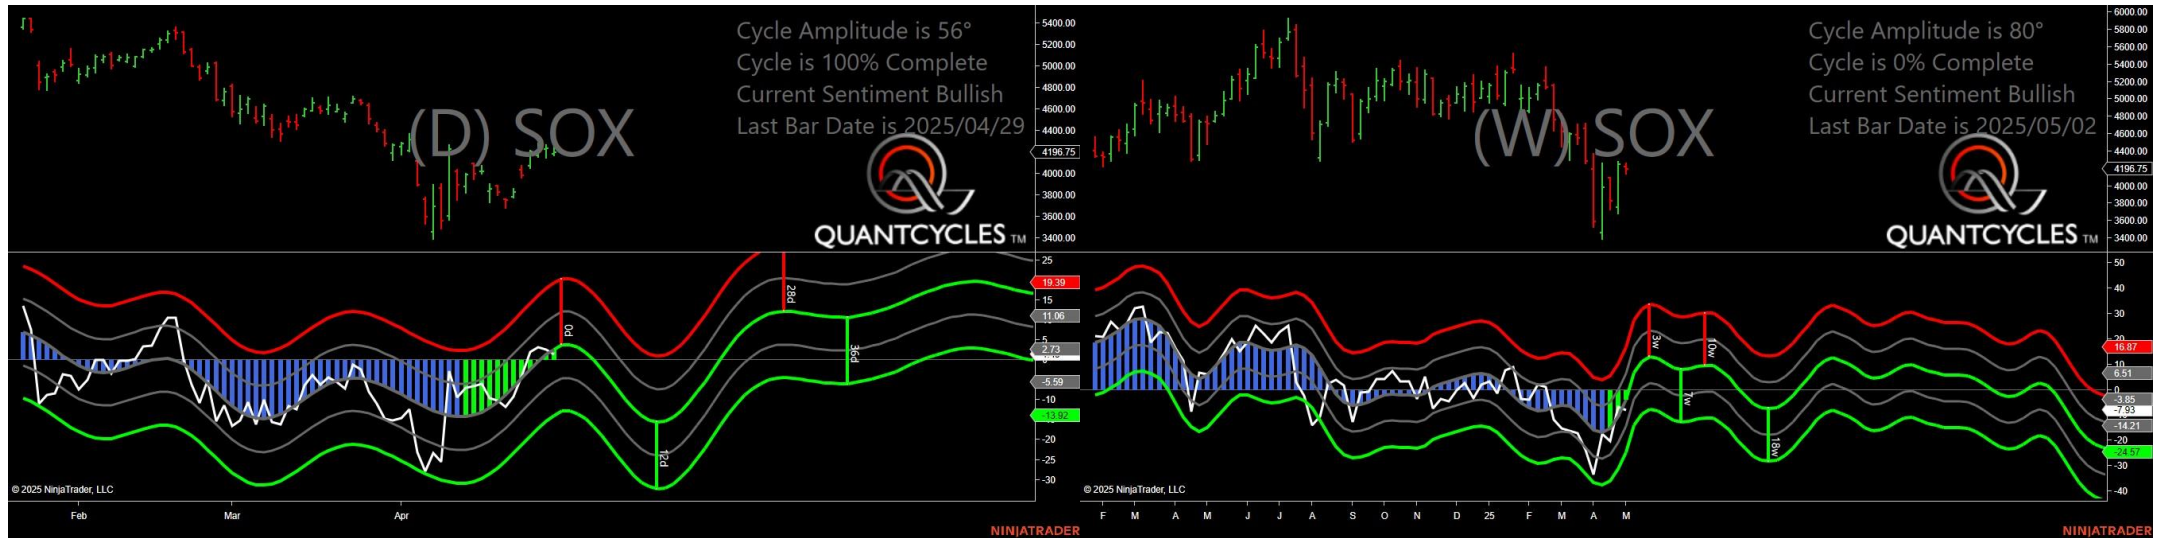 Cycle Amplitude is 56°
Cycle is 100% Complete
Current Sentiment Bullish
Last Bar Date is 2025/04/29
(D) SOX
QUANTCYCLES TM
5400.00
5200.00
5000.00
4800.00
4600.00
4400.00
4196.75
4000.00
3800.00
3600.00
3400.00
25
19.39
15
11.06
5
2.73
-5.59
-10
-13.92
-20
-25
-30
0d
28d
36d
12d
© 2025 NinjaTrader, LLC
Feb
Mar
Apr
NINJATRADER
Cycle Amplitude is 80°
Cycle is 0% Complete
Current Sentiment Bullish
Last Bar Date is 2025/05/02
(W) SOX
QUANTCYCLES TM
6000.00
5800.00
5600.00
5400.00
5200.00
5000.00
4800.00
4600.00
4400.00
4196.75
4000.00
3800.00
3600.00
3400.00
50
40
30
20
16.87
6.51
0
-3.85
-7.93
-14.21
-20
-24.57
-30
-40
3w
10w
7w
18w
© 2025 NinjaTrader, LLC
F M A M J J A S O N D 25 F M A M
NINJATRADER